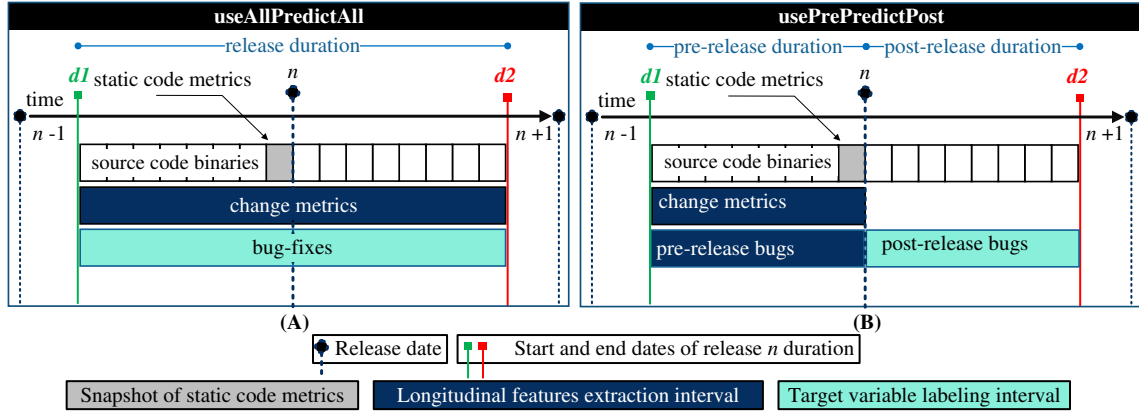 useAllPredictAll
release duration
d1
static code metrics
n
d2
time
n -1
n +1
source code binaries
change metrics
bug-fixes
(A)
usePrePredictPost
pre-release duration
post-release duration
d1
static code metrics
n
d2
time
n -1
n +1
source code binaries
change metrics
pre-release bugs
post-release bugs
(B)
Release date
Start and end dates of release n duration
Snapshot of static code metrics
Longitudinal features extraction interval
Target variable labeling interval